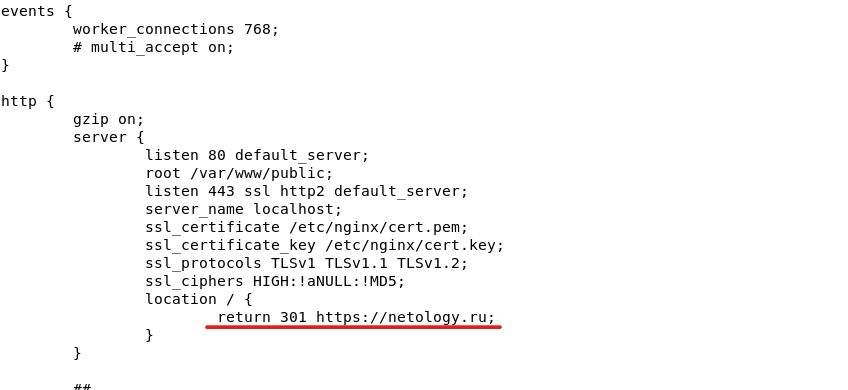 events {
        worker_connections 768;
        # multi_accept on;
}
http {
        gzip on;
        server {
                listen 80 default_server;
                root /var/www/public;
                listen 443 ssl http2 default_server;
                server_name localhost;
                ssl_certificate /etc/nginx/cert.pem;
                ssl_certificate_key /etc/nginx/cert.key;
                ssl_protocols TLSv1 TLSv1.1 TLSv1.2;
                ssl_ciphers HIGH:!aNULL:!MD5;
                location / {
                        return 301 https://netology.ru;
                }
        }
        ##